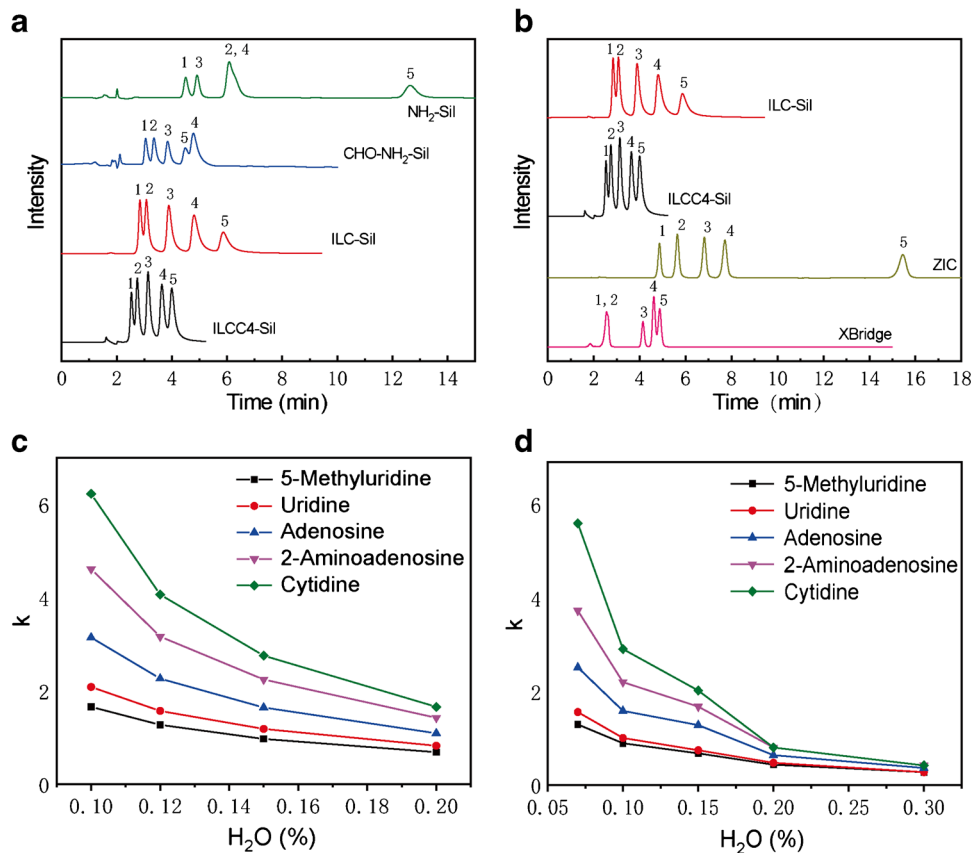 a
Intensity
1 3 2, 4 5
NH2-Sil
1 2 3 5 4
CHO-NH2-Sil
1 2 3 4 5
ILC-Sil
1 2 3 4 5
ILCC4-Sil
0 2 4 6 8 10 12 14
Time (min)
b
Intensity
1 2 3 4 5
ILC-Sil
1 2 3 4 5
ILCC4-Sil
1 2 3 4 5
ZIC
1, 2 3 4 5
XBridge
0 2 4 6 8 10 12 14 16 18
Time (min)
c
k
6
4
2
0
5-Methyluridine
Uridine
Adenosine
2-Aminoadenosine
Cytidine
0.10 0.12 0.14 0.16 0.18 0.20
H2O (%)
d
k
6
4
2
0
5-Methyluridine
Uridine
Adenosine
2-Aminoadenosine
Cytidine
0.05 0.10 0.15 0.20 0.25 0.30
H2O (%)